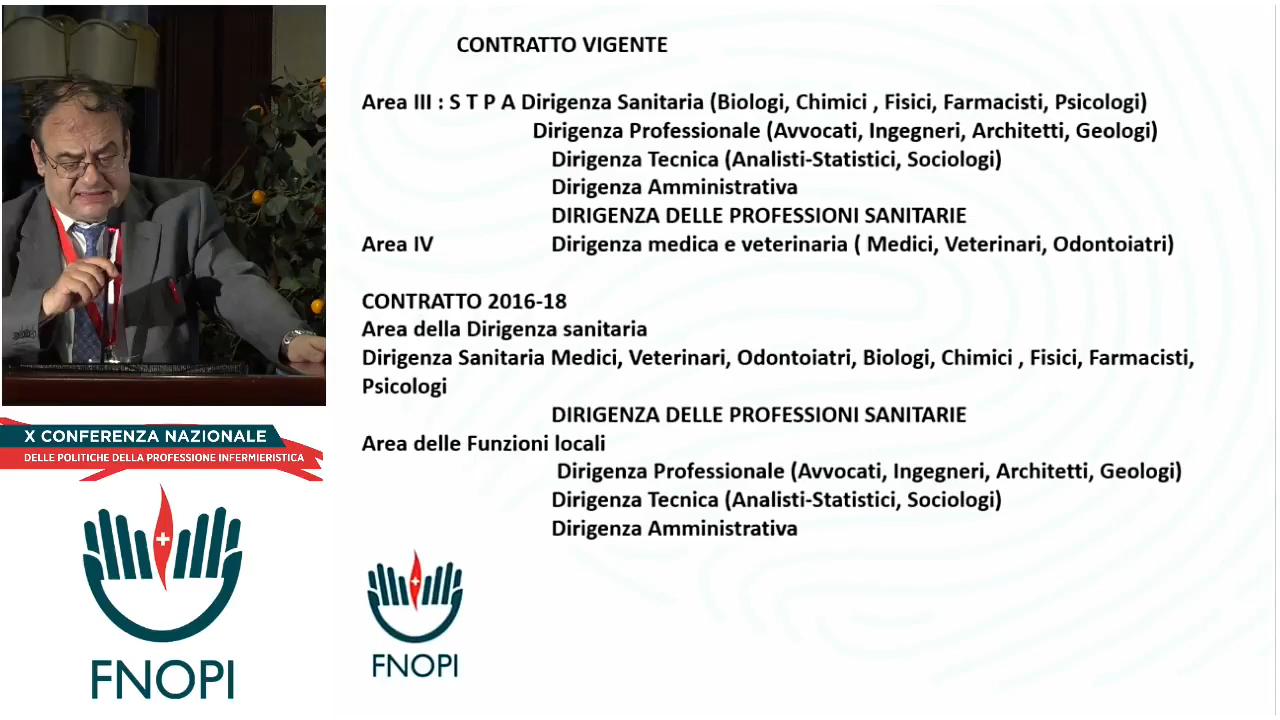 CONTRATTO VIGENTE
Area III : S T P A Dirigenza Sanitaria (Biologi, Chimici , Fisici, Farmacisti, Psicologi)
Dirigenza Professionale (Avvocati, Ingegneri, Architetti, Geologi)
Dirigenza Tecnica (Analisti-Statistici, Sociologi)
Dirigenza Amministrativa
DIRIGENZA DELLE PROFESSIONI SANITARIE
Area IV Dirigenza medica e veterinaria ( Medici, Veterinari, Odontoiatri)
CONTRATTO 2016-18
Area della Dirigenza sanitaria
Dirigenza Sanitaria Medici, Veterinari, Odontoiatri, Biologi, Chimici , Fisici, Farmacisti,
Psicologi
DIRIGENZA DELLE PROFESSIONI SANITARIE
Area delle Funzioni locali
Dirigenza Professionale (Avvocati, Ingegneri, Architetti, Geologi)
Dirigenza Tecnica (Analisti-Statistici, Sociologi)
Dirigenza Amministrativa
FNOPI
X CONFERENZA NAZIONALE
DELLE POLITICHE DELLA PROFESSIONE INFERMIERISTICA
FNOPI